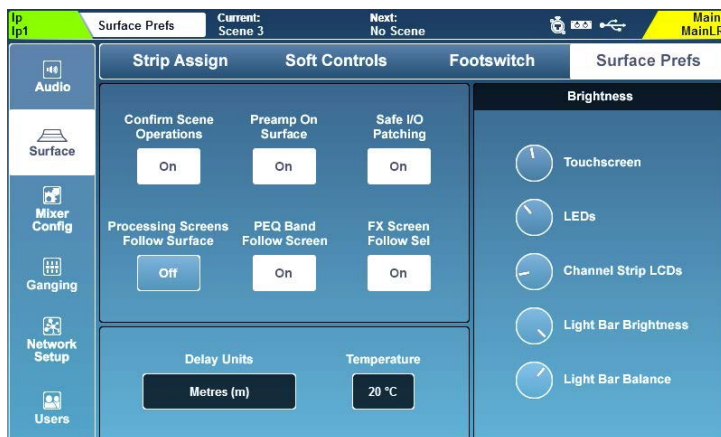 Ip
Ip1
Surface Prefs
Current:
Scene 3
Next:
No Scene
Main
MainLR
Audio
Surface
Mixer
Config
Ganging
Network
Setup
Users
Strip Assign
Soft Controls
Footswitch
Surface Prefs
Confirm Scene
Operations
On
Preamp On
Surface
On
Safe I/O
Patching
On
Processing Screens
Follow Surface
Off
PEQ Band
Follow Screen
On
FX Screen
Follow Sel
On
Delay Units
Metres (m)
Temperature
20 °C
Brightness
Touchscreen
LEDs
Channel Strip LCDs
Light Bar Brightness
Light Bar Balance